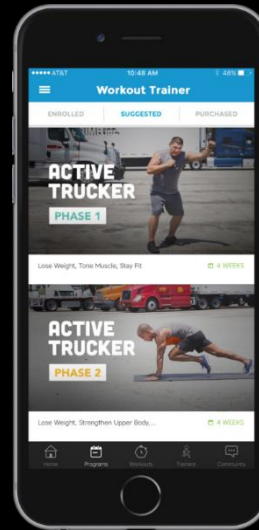 AT&T 10:48 AM 46%
Workout Trainer
ENROLLED SUGGESTED PURCHASED
ACTIVE
TRUCKER
PHASE 1
Lose Weight, Tone Muscle, Stay Fit 4 WEEKS
ACTIVE
TRUCKER
PHASE 2
Lose Weight, Strengthen Upper Body,... 4 WEEKS
Home Programs Workouts Trainers Community